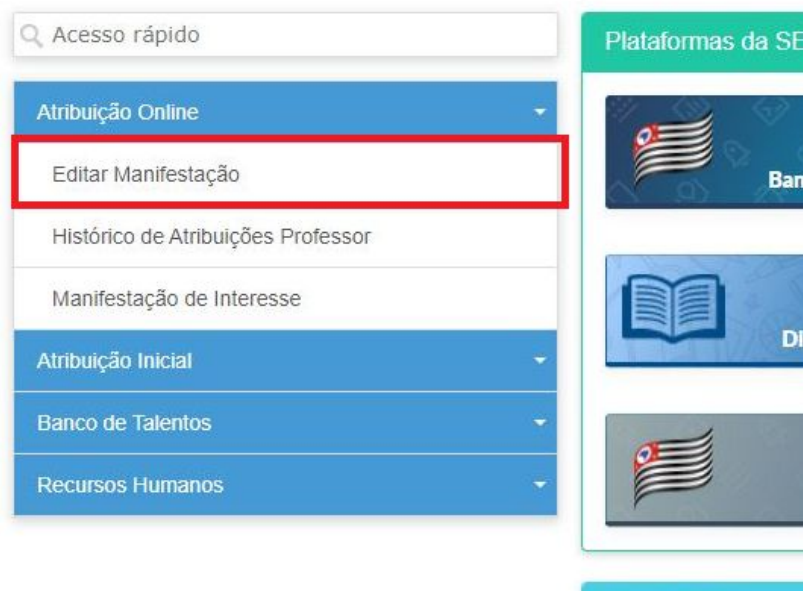 Acesso rápido
Atribuição Online
Editar Manifestação
Histórico de Atribuições Professor
Manifestação de Interesse
Atribuição Inicial
Banco de Talentos
Recursos Humanos
Plataformas da